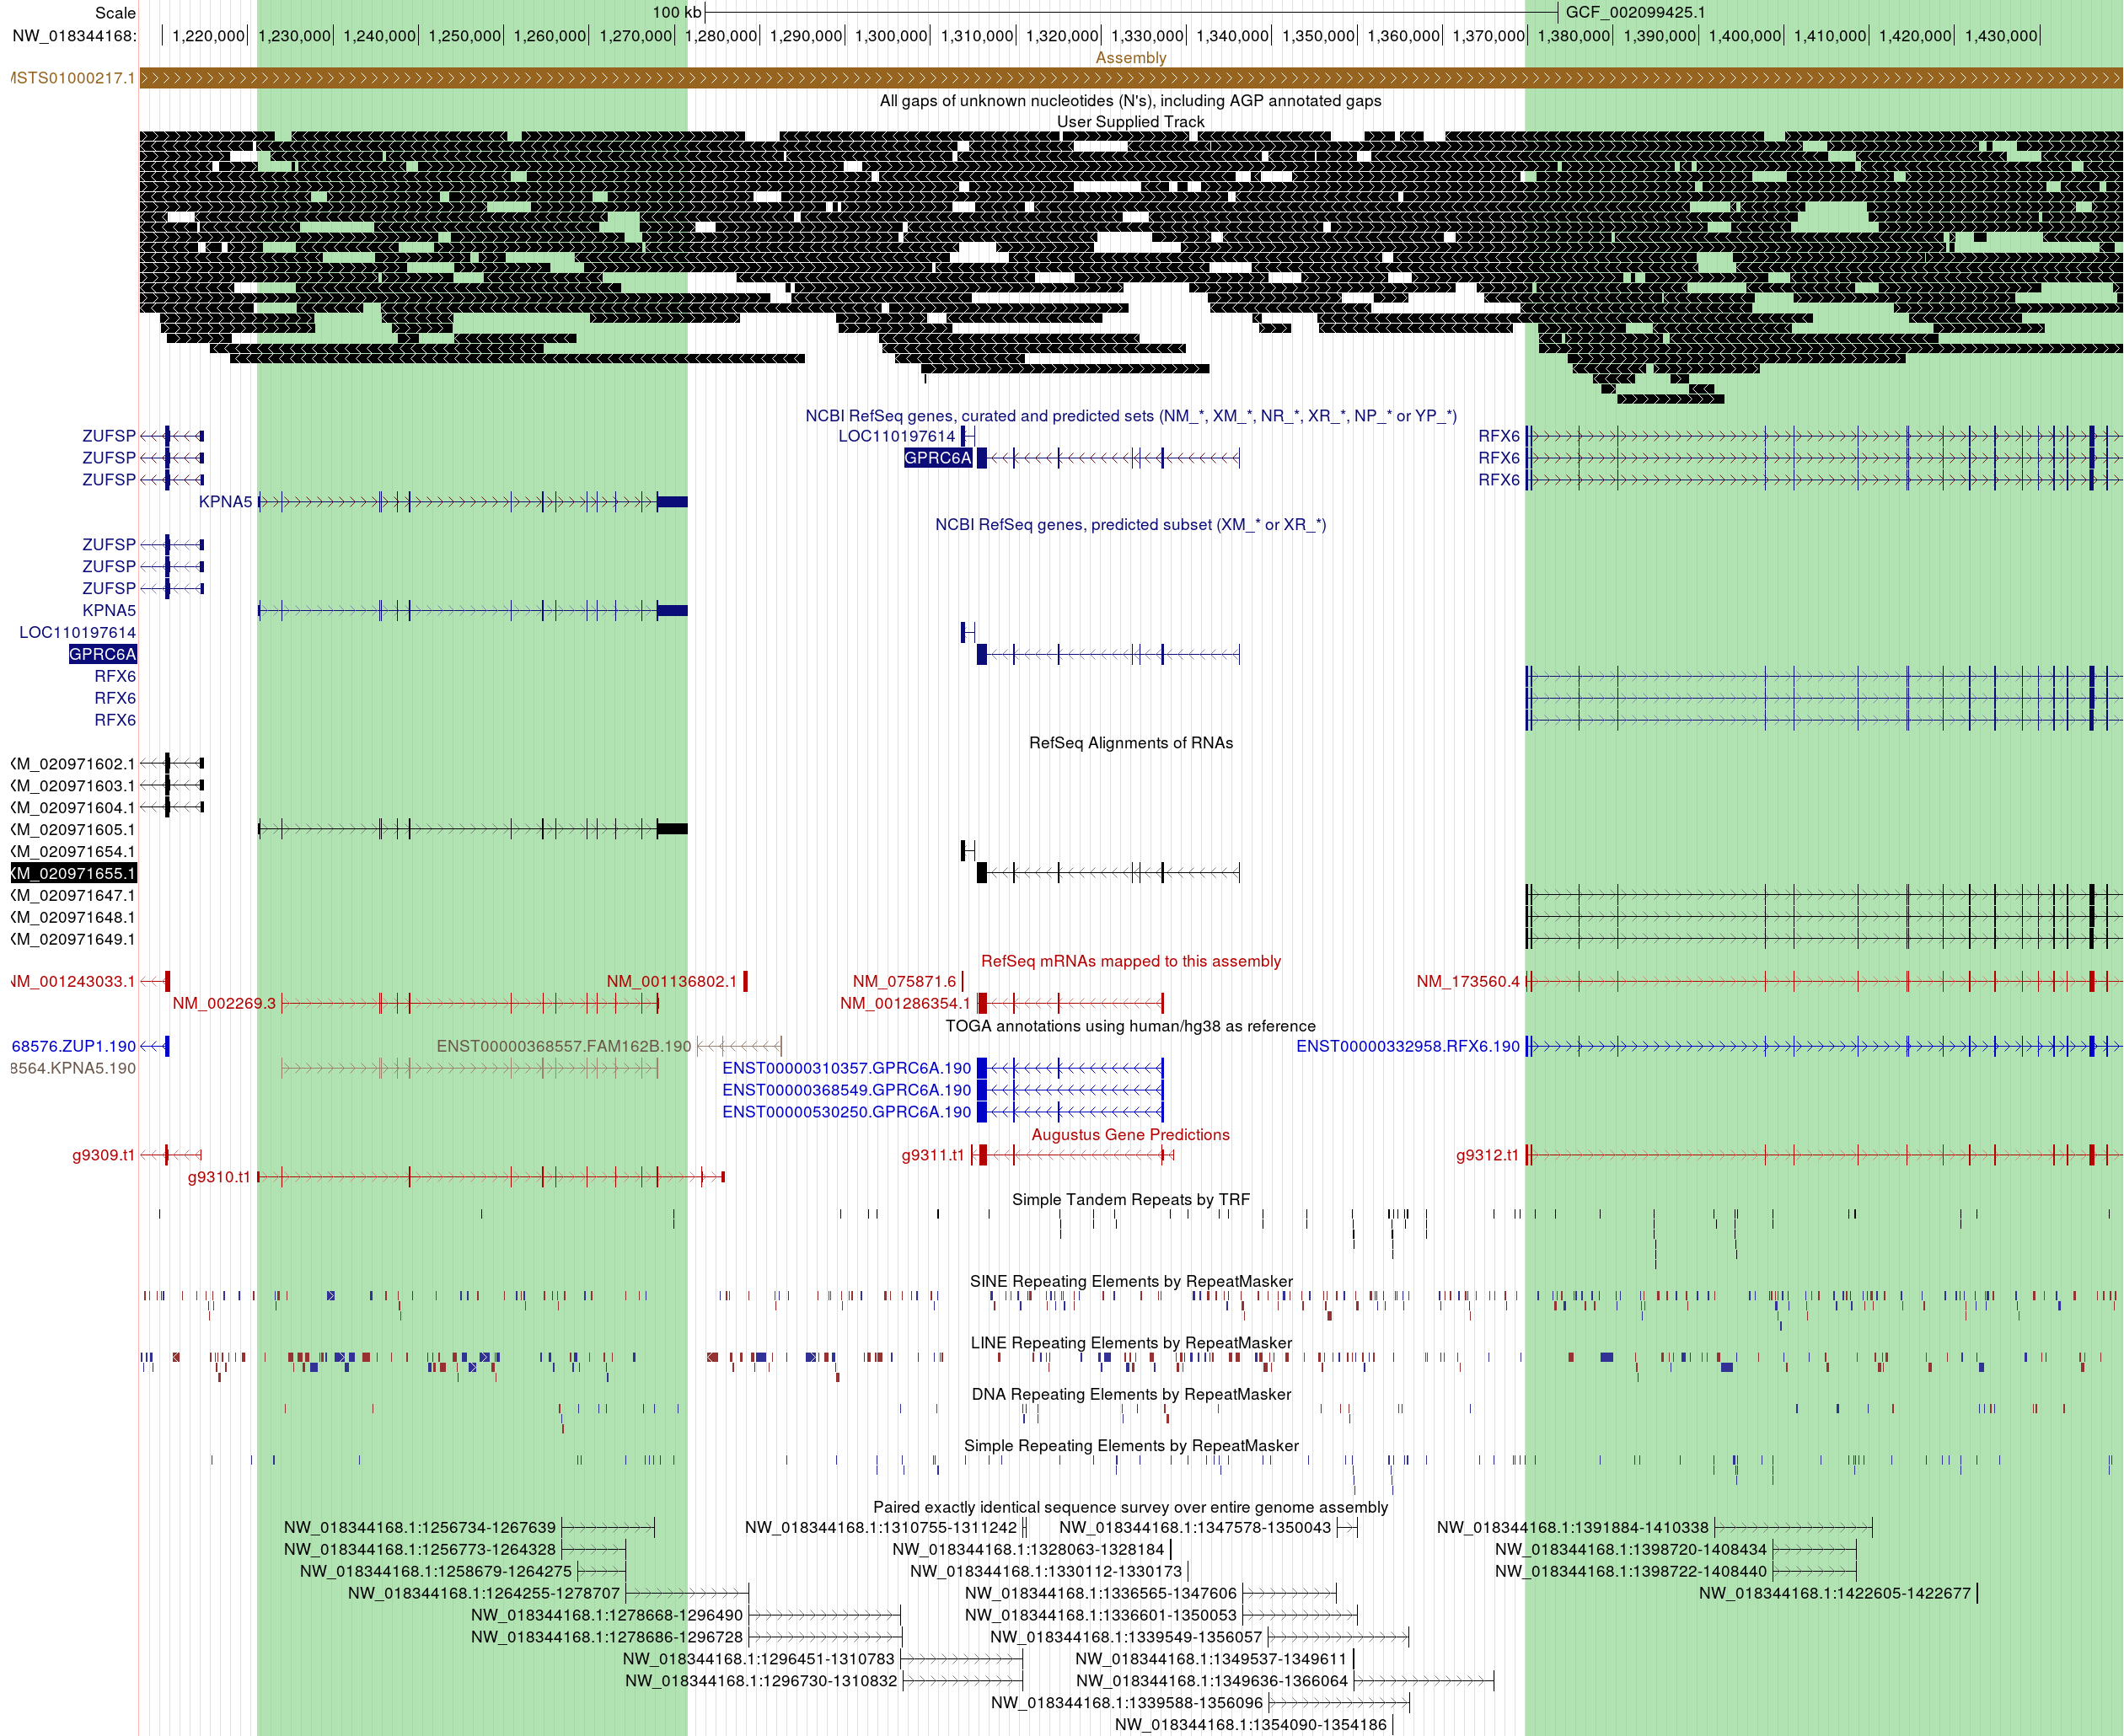 Scale 100 kb GCF_002099425.1
NW_018344168: 1,220,000 1,230,000 1,240,000 1,250,000 1,260,000 1,270,000 1,280,000 1,290,000 1,300,000 1,310,000 1,320,000 1,330,000 1,340,000 1,350,000 1,360,000 1,370,000 1,380,000 1,390,000 1,400,000 1,410,000 1,420,000 1,430,000
Assembly
MSTS01000217.1
All gaps of unknown nucleotides (N's), including AGP annotated gaps
User Supplied Track
NCBI RefSeq genes, curated and predicted sets (NM_*, XM_*, NR_*, XR_*, NP_* or YP_*)
ZUFSP LOC110197614 RFX6
ZUFSP GPRC6A RFX6
ZUFSP RFX6
KPNA5
NCBI RefSeq genes, predicted subset (XM_* or XR_*)
ZUFSP
ZUFSP
ZUFSP
KPNA5
LOC110197614
GPRC6A
RFX6
RFX6
RFX6
RefSeq Alignments of RNAs
XM_020971602.1
XM_020971603.1
XM_020971604.1
XM_020971605.1
XM_020971654.1
XM_020971655.1
XM_020971647.1
XM_020971648.1
XM_020971649.1
RefSeq mRNAs mapped to this assembly
NM_001243033.1 NM_001136802.1 NM_075871.6 NM_173560.4
NM_002269.3 NM_001286354.1
TOGA annotations using human/hg38 as reference
68576.ZUP1.190 ENST00000368557.FAM162B.190 ENST00000332958.RFX6.190
8564.KPNA5.190 ENST00000310357.GPRC6A.190
ENST00000368549.GPRC6A.190
ENST00000530250.GPRC6A.190
Augustus Gene Predictions
g9309.t1 g9311.t1 g9312.t1
g9310.t1
Simple Tandem Repeats by TRF
SINE Repeating Elements by RepeatMasker
LINE Repeating Elements by RepeatMasker
DNA Repeating Elements by RepeatMasker
Simple Repeating Elements by RepeatMasker
Paired exactly identical sequence survey over entire genome assembly
NW_018344168.1:1256734-1267639 NW_018344168.1:1310755-1311242 NW_018344168.1:1347578-1350043 NW_018344168.1:1391884-1410338
NW_018344168.1:1256773-1264328 NW_018344168.1:1328063-1328184 NW_018344168.1:1398720-1408434
NW_018344168.1:1258679-1264275 NW_018344168.1:1330112-1330173 NW_018344168.1:1398722-1408440
NW_018344168.1:1264255-1278707 NW_018344168.1:1336565-1347606 NW_018344168.1:1422605-1422677
NW_018344168.1:1278668-1296490 NW_018344168.1:1336601-1350053
NW_018344168.1:1278686-1296728 NW_018344168.1:1339549-1356057
NW_018344168.1:1296451-1310783 NW_018344168.1:1349537-1349611
NW_018344168.1:1296730-1310832 NW_018344168.1:1349636-1366064
NW_018344168.1:1339588-1356096
NW_018344168.1:1354090-1354186